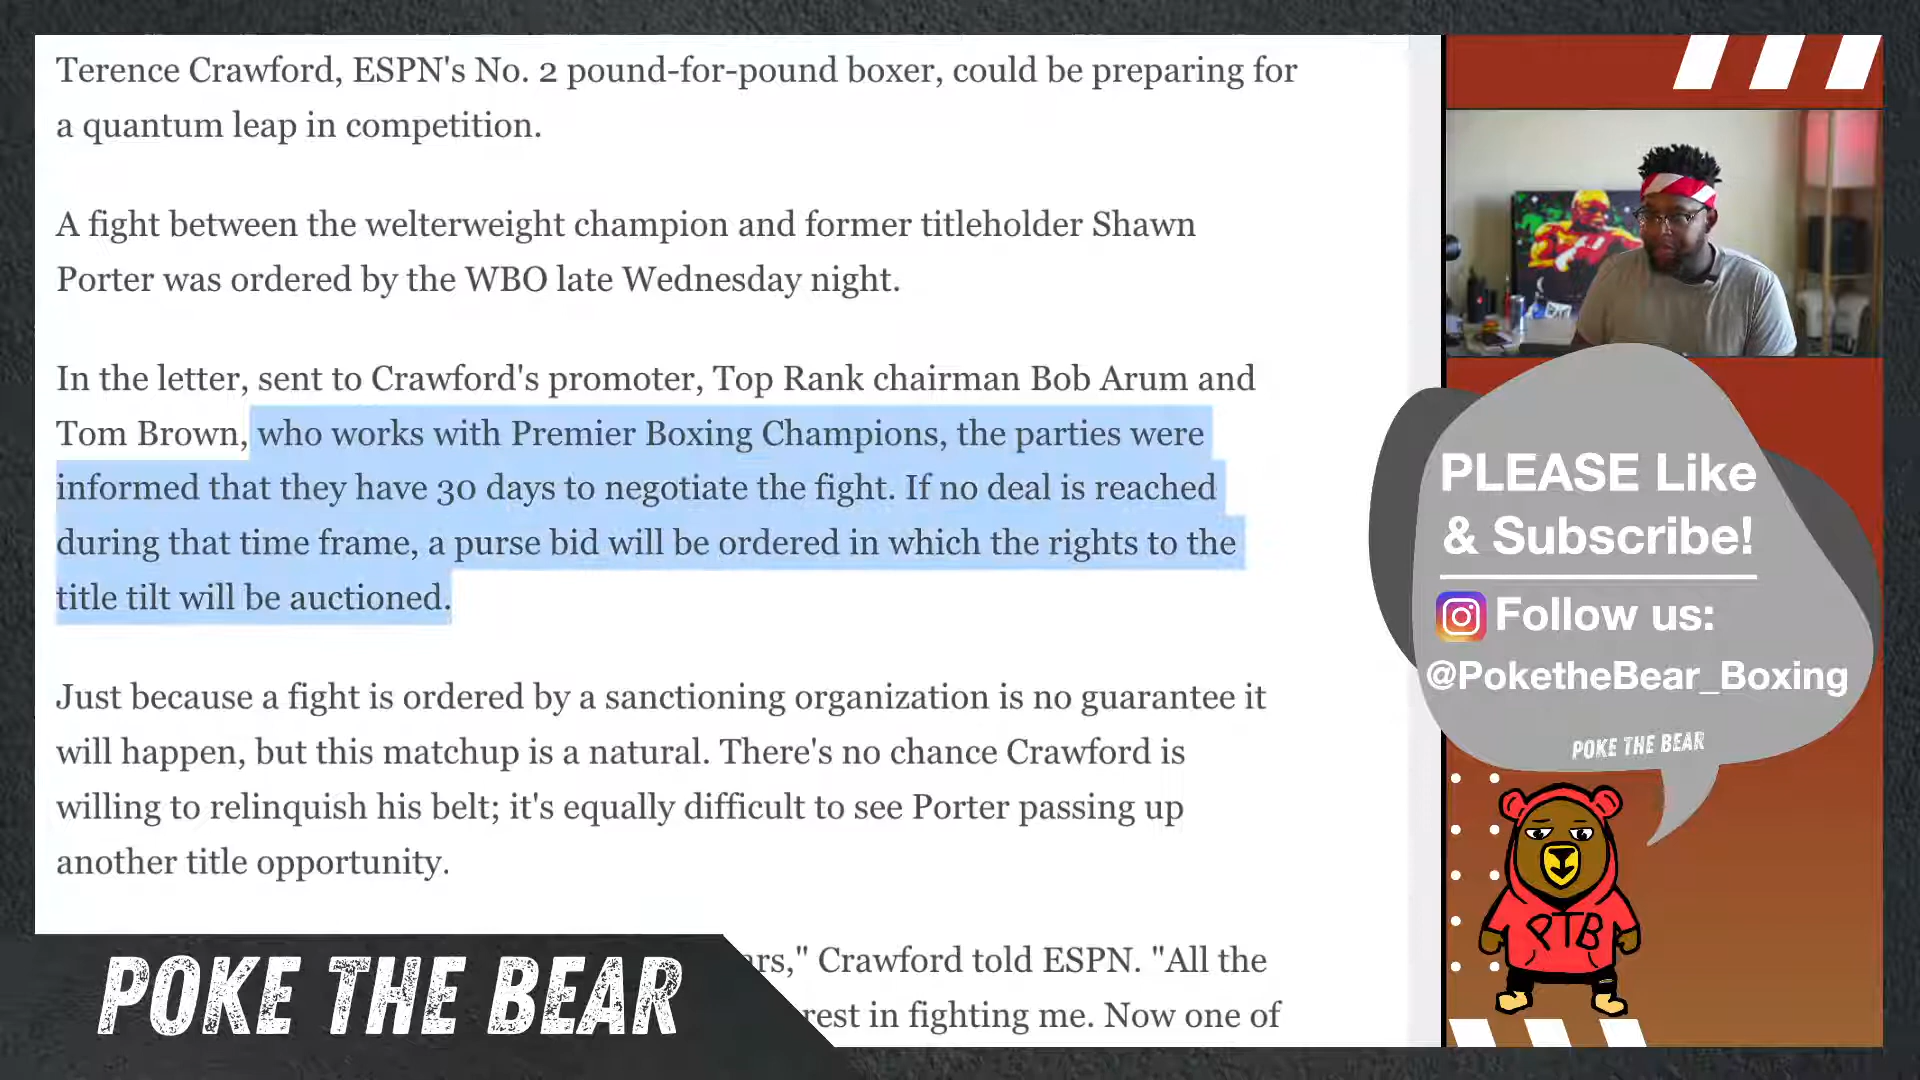 Terence Crawford, ESPN's No. 2 pound-for-pound boxer, could be preparing for
a quantum leap in competition.
A fight between the welterweight champion and former titleholder Shawn
Porter was ordered by the WBO late Wednesday night.
In the letter, sent to Crawford's promoter, Top Rank chairman Bob Arum and
Tom Brown, who works with Premier Boxing Champions, the parties were
informed that they have 30 days to negotiate the fight. If no deal is reached
during that time frame, a purse bid will be ordered in which the rights to the
title tilt will be auctioned.
Just because a fight is ordered by a sanctioning organization is no guarantee it
will happen, but this matchup is a natural. There's no chance Crawford is
willing to relinquish his belt; it's equally difficult to see Porter passing up
another title opportunity.
rs," Crawford told ESPN. "All the
rest in fighting me. Now one of
POKE THE BEAR
PLEASE Like
& Subscribe!
Follow us:
@PoketheBear_Boxing
POKE THE BEAR
PTB